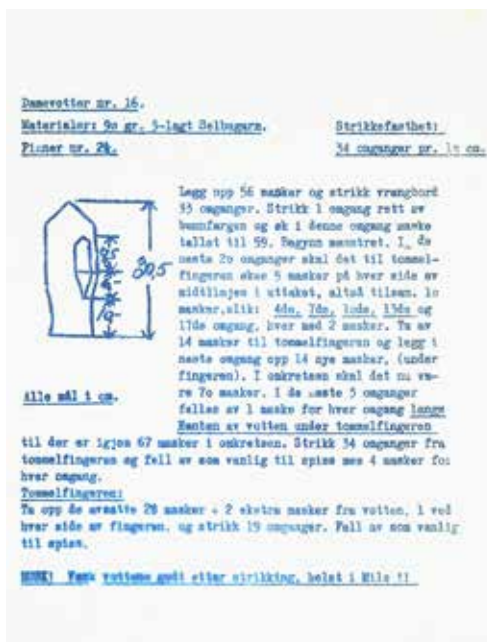 Damevotter nr. 16.
Materialer: 90 gr. 3-lagt Selbugarn.
Strikkefasthet:
Pinner nr. 2½.
34 omganger pr. 10 cm.
Legg opp 56 masker og strikk vrangbord
33 omganger. Strikk 1 omgang rett av
bunnfargen og øk i denne omgang maske
tallet til 59. Begynn mønstret. I de
neste 20 omganger skal det til tommel-
fingeren økes 5 masker på hver side av
midtlinjen i uttaket, altså tilsam. 10
masker, slik: 4de, 7de, 10de, 13de og
17de omgang, hver med 2 masker. Ta av
14 masker til tommelfingeren og legg i
neste omgang opp 14 nye masker, (under
fingeren). I omkretsen skal det nu væ-
re 70 masker. I de neste 3 omganger
felles av 1 maske for hver omgang langs
kanten av votten under tommelfingeren
til der er igjen 67 masker i omkretsen. Strikk 34 omganger fra
tommelfingeren og fell av som vanlig til spiss med 4 masker for
hver omgang.
30,5
Alle mål i cm.
Tommelfingeren:
Ta opp de avsatte 28 masker + 2 ekstra masker fra votten, 1 ved
hver side av fingeren, og strikk 19 omganger. Fell av som vanlig
til spiss.
Vask vottene godt etter strikking, helst i Milo !!